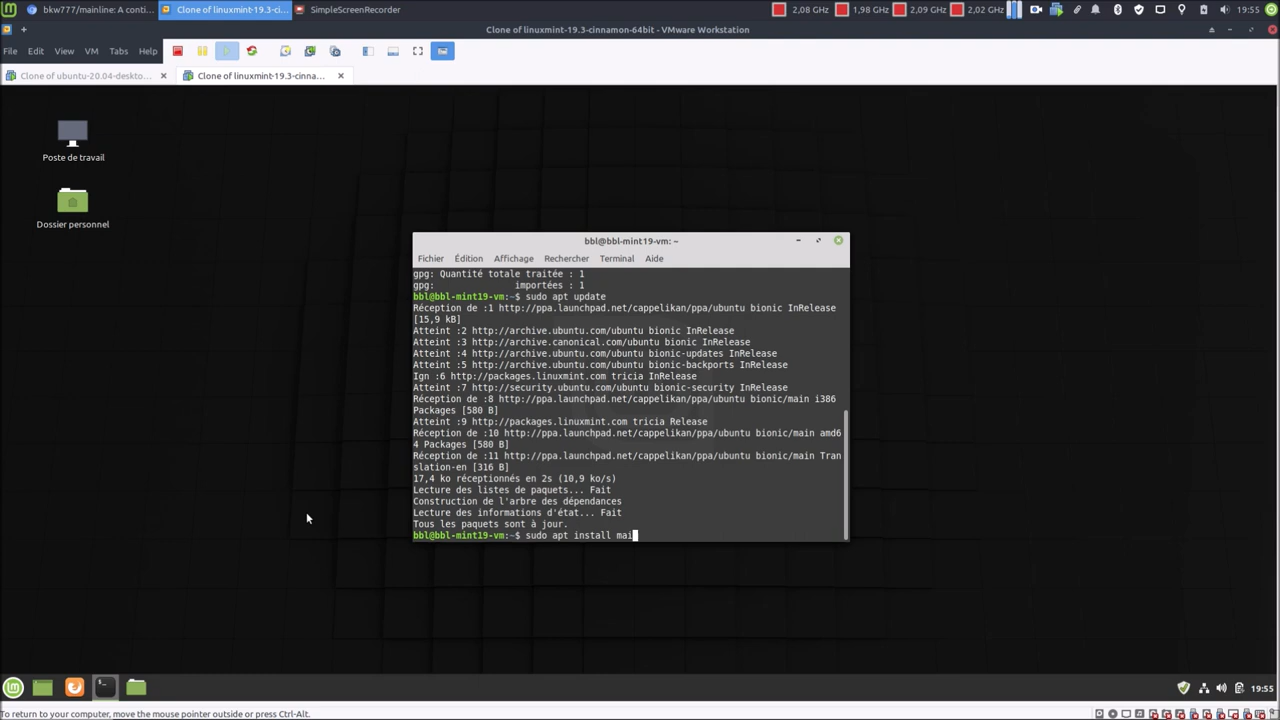 bkw777/mainline: A conti...
Clone of linuxmint-19.3-ci...
SimpleScreenRecorder
2,08 GHz
1,98 GHz
2,09 GHz
2,02 GHz
19:55
Clone of linuxmint-19.3-cinnamon-64bit - VMware Workstation
File Edit View VM Tabs Help
Clone of ubuntu-20.04-deskto...
Clone of linuxmint-19.3-cinna...
Poste de travail
Dossier personnel
bbl@bbl-mint19-vm: ~
Fichier Édition Affichage Rechercher Terminal Aide
gpg: Quantité totale traitée : 1
gpg: importées : 1
bbl@bbl-mint19-vm:~$ sudo apt update
Réception de :1 http://ppa.launchpad.net/cappelikan/ppa/ubuntu bionic InRelease
[15,9 kB]
Atteint :2 http://archive.ubuntu.com/ubuntu bionic InRelease
Atteint :3 http://archive.canonical.com/ubuntu bionic InRelease
Atteint :4 http://archive.ubuntu.com/ubuntu bionic-updates InRelease
Atteint :5 http://archive.ubuntu.com/ubuntu bionic-backports InRelease
Ign :6 http://packages.linuxmint.com tricia InRelease
Atteint :7 http://security.ubuntu.com/ubuntu bionic-security InRelease
Réception de :8 http://ppa.launchpad.net/cappelikan/ppa/ubuntu bionic/main i386
Packages [580 B]
Atteint :9 http://packages.linuxmint.com tricia Release
Réception de :10 http://ppa.launchpad.net/cappelikan/ppa/ubuntu bionic/main amd6
4 Packages [580 B]
Réception de :11 http://ppa.launchpad.net/cappelikan/ppa/ubuntu bionic/main Tran
slation-en [316 B]
17,4 ko réceptionnés en 2s (10,9 ko/s)
Lecture des listes de paquets... Fait
Construction de l'arbre des dépendances
Lecture des informations d'état... Fait
Tous les paquets sont à jour.
bbl@bbl-mint19-vm:~$ sudo apt install mai
19:55
To return to your computer, move the mouse pointer outside or press Ctrl-Alt.